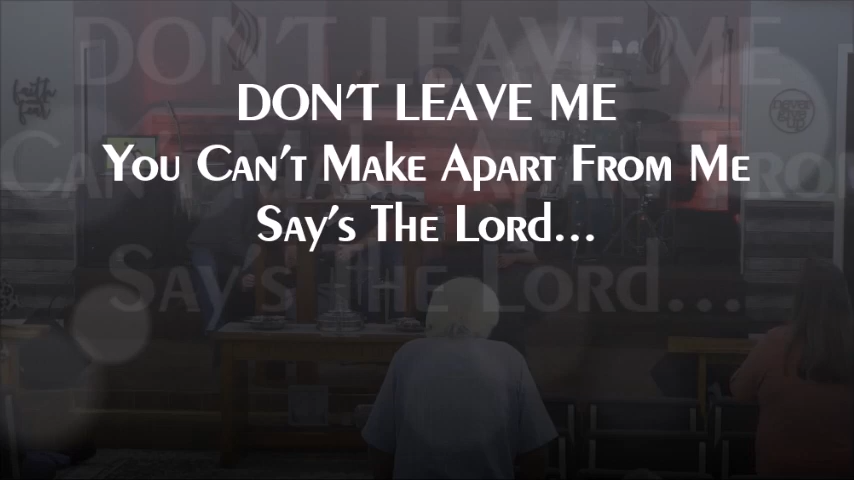 DON'T LEAVE ME
You Can't Make Apart From Me
Say's The Lord...